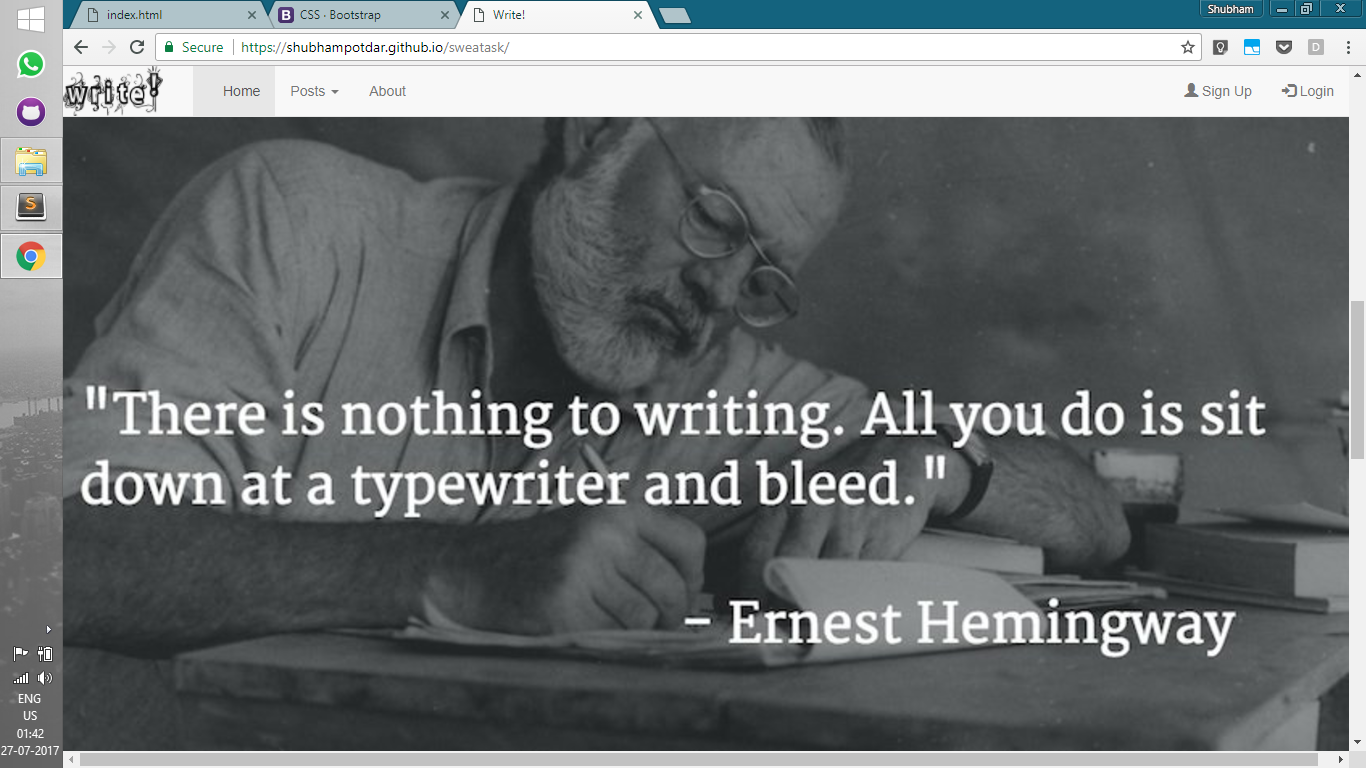 index.html
CSS · Bootstrap
Write!
Shubham
Secure
https://shubhampotdar.github.io/sweatask/
D
write!
Home
Posts
About
Sign Up
Login
"There is nothing to writing. All you do is sit
down at a typewriter and bleed."
- Ernest Hemingway
ENG
US
01:42
27-07-2017